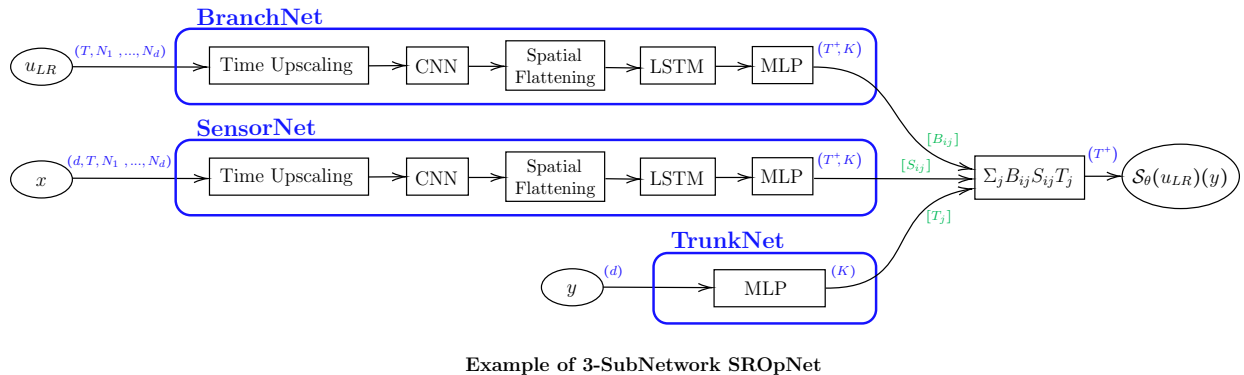 BranchNet
u_{LR}
(T, N_1 ,..., N_d)
Time Upscaling
CNN
Spatial
Flattening
LSTM
MLP
(T^+, K)
[B_{ij}]
SensorNet
x
(d, T, N_1 ,..., N_d)
Time Upscaling
CNN
Spatial
Flattening
LSTM
MLP
(T^+, K)
[S_{ij}]
Σ_j B_{ij} S_{ij} T_j
(T^+)
𝒮_θ(u_{LR})(y)
[T_j]
TrunkNet
y
(d)
MLP
(K)
Example of 3-SubNetwork SROpNet